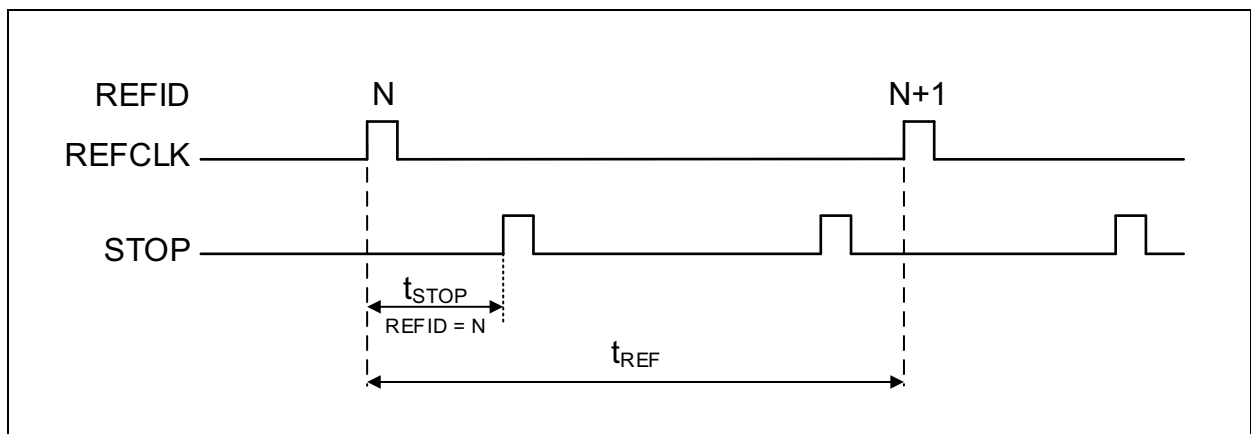 REFID N N+1
REFCLK
STOP
tSTOP
REFID = N
tREF